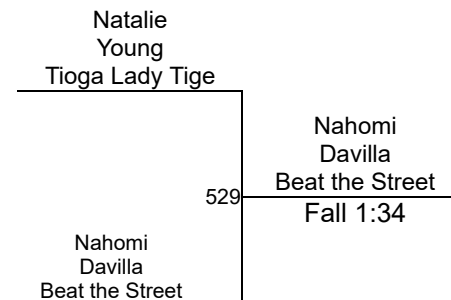 Natalie
Young
Tioga Lady Tige
Nahomi
Davilla
Beat the Street
529
Fall 1:34
Nahomi
Davilla
Beat the Street